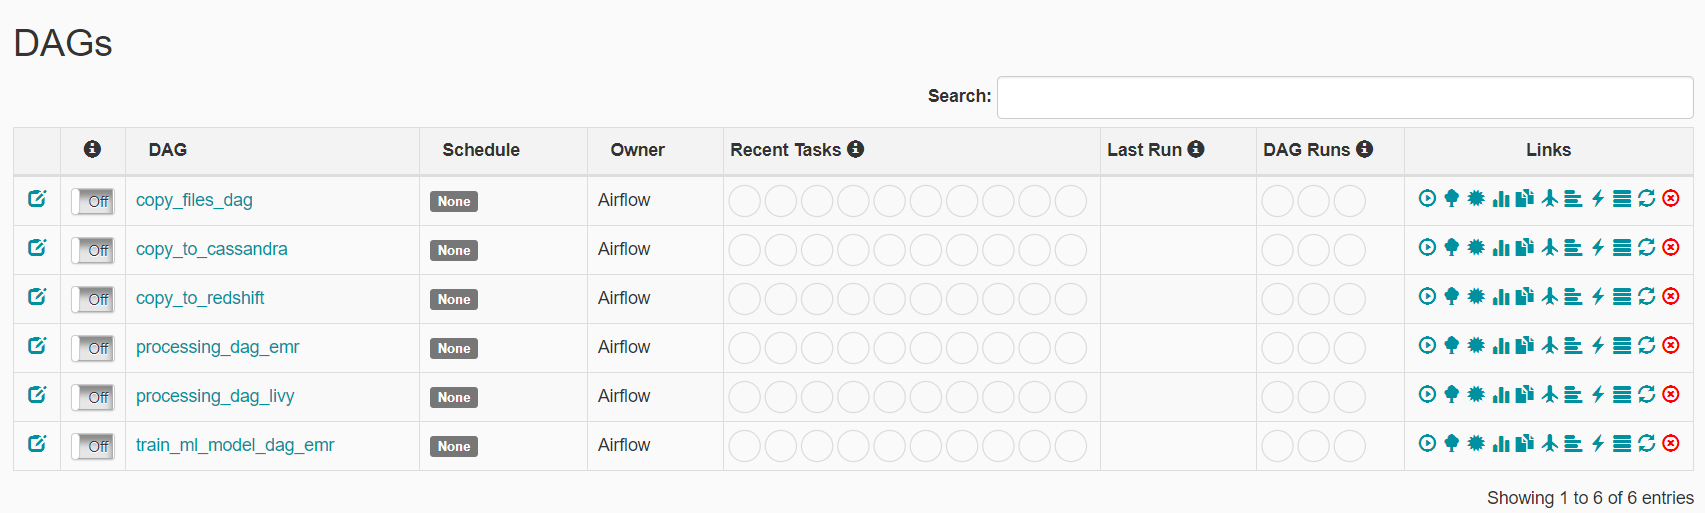 DAGs
Search:
DAG Schedule Owner Recent Tasks Last Run DAG Runs Links
Off copy_files_dag None Airflow
Off copy_to_cassandra None Airflow
Off copy_to_redshift None Airflow
Off processing_dag_emr None Airflow
Off processing_dag_livy None Airflow
Off train_ml_model_dag_emr None Airflow
Showing 1 to 6 of 6 entries